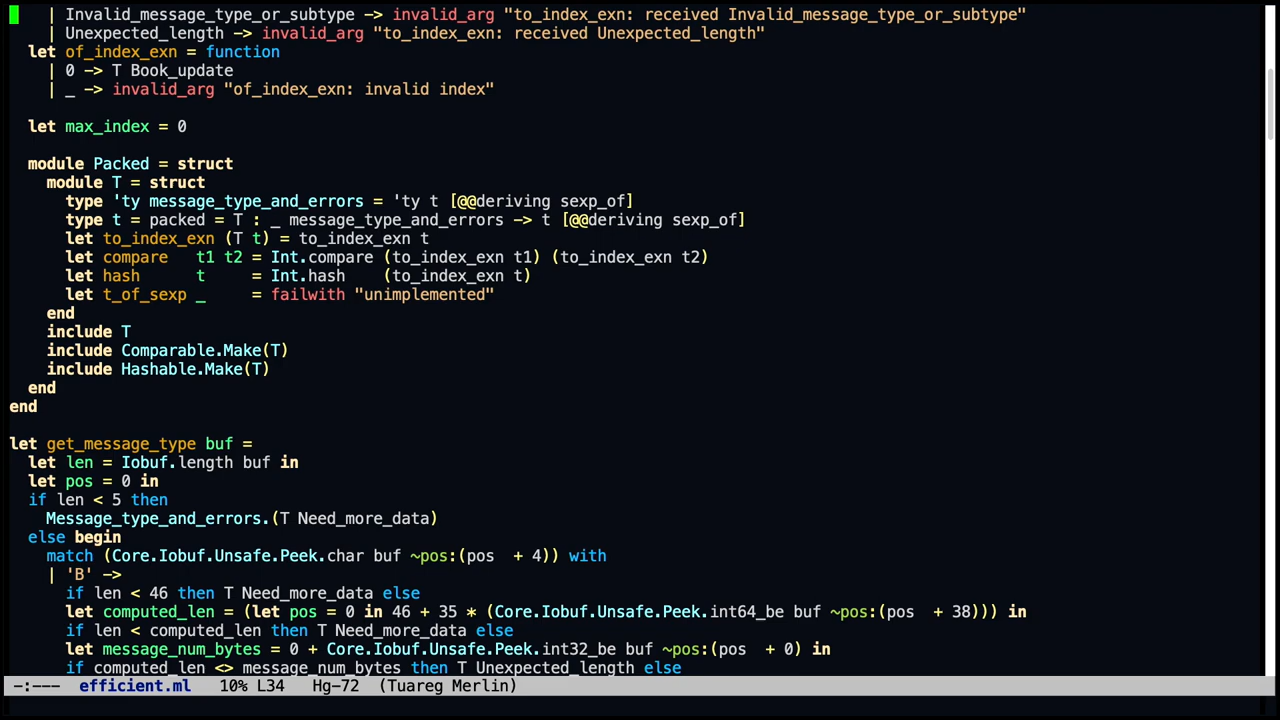 | Invalid_message_type_or_subtype -> invalid_arg "to_index_exn: received Invalid_message_type_or_subtype"
    | Unexpected_length -> invalid_arg "to_index_exn: received Unexpected_length"
  let of_index_exn = function
    | 0 -> T Book_update
    | _ -> invalid_arg "of_index_exn: invalid index"

  let max_index = 0

  module Packed = struct
    module T = struct
      type 'ty message_type_and_errors = 'ty t [@@deriving sexp_of]
      type t = packed = T : _ message_type_and_errors -> t [@@deriving sexp_of]
      let to_index_exn (T t) = to_index_exn t
      let compare   t1 t2 = Int.compare (to_index_exn t1) (to_index_exn t2)
      let hash      t     = Int.hash    (to_index_exn t)
      let t_of_sexp _     = failwith "unimplemented"
    end
    include T
    include Comparable.Make(T)
    include Hashable.Make(T)
  end
end

let get_message_type buf =
  let len = Iobuf.length buf in
  let pos = 0 in
  if len < 5 then
    Message_type_and_errors.(T Need_more_data)
  else begin
    match (Core.Iobuf.Unsafe.Peek.char buf ~pos:(pos  + 4)) with
    | 'B' ->
      if len < 46 then T Need_more_data else
      let computed_len = (let pos = 0 in 46 + 35 * (Core.Iobuf.Unsafe.Peek.int64_be buf ~pos:(pos  + 38))) in
      if len < computed_len then T Need_more_data else
      let message_num_bytes = 0 + Core.Iobuf.Unsafe.Peek.int32_be buf ~pos:(pos  + 0) in
      if computed_len <> message_num_bytes then T Unexpected_length else
-:---  efficient.ml   10% L34   Hg-72  (Tuareg Merlin)